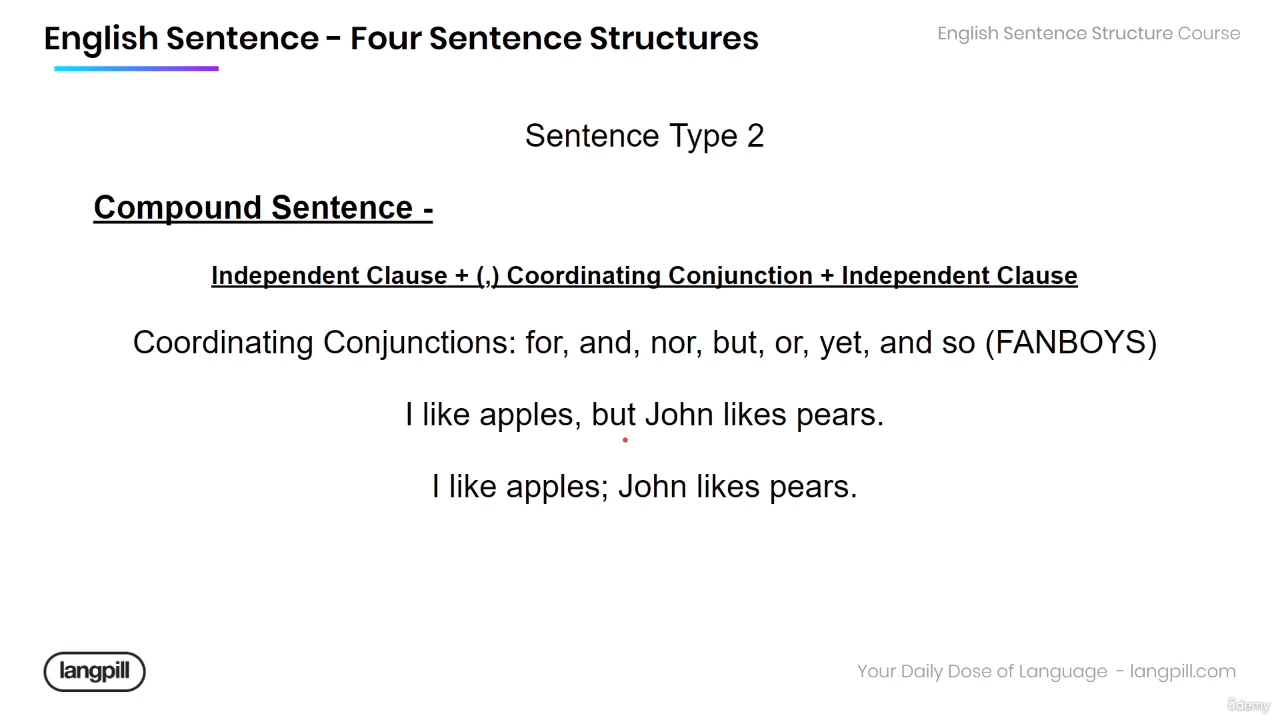 English Sentence - Four Sentence Structures
English Sentence Structure Course
Sentence Type 2
Compound Sentence -
Independent Clause + (,) Coordinating Conjunction + Independent Clause
Coordinating Conjunctions: for, and, nor, but, or, yet, and so (FANBOYS)
I like apples, but John likes pears.
I like apples; John likes pears.
langpill
Your Daily Dose of Language - langpill.com
ûdemy